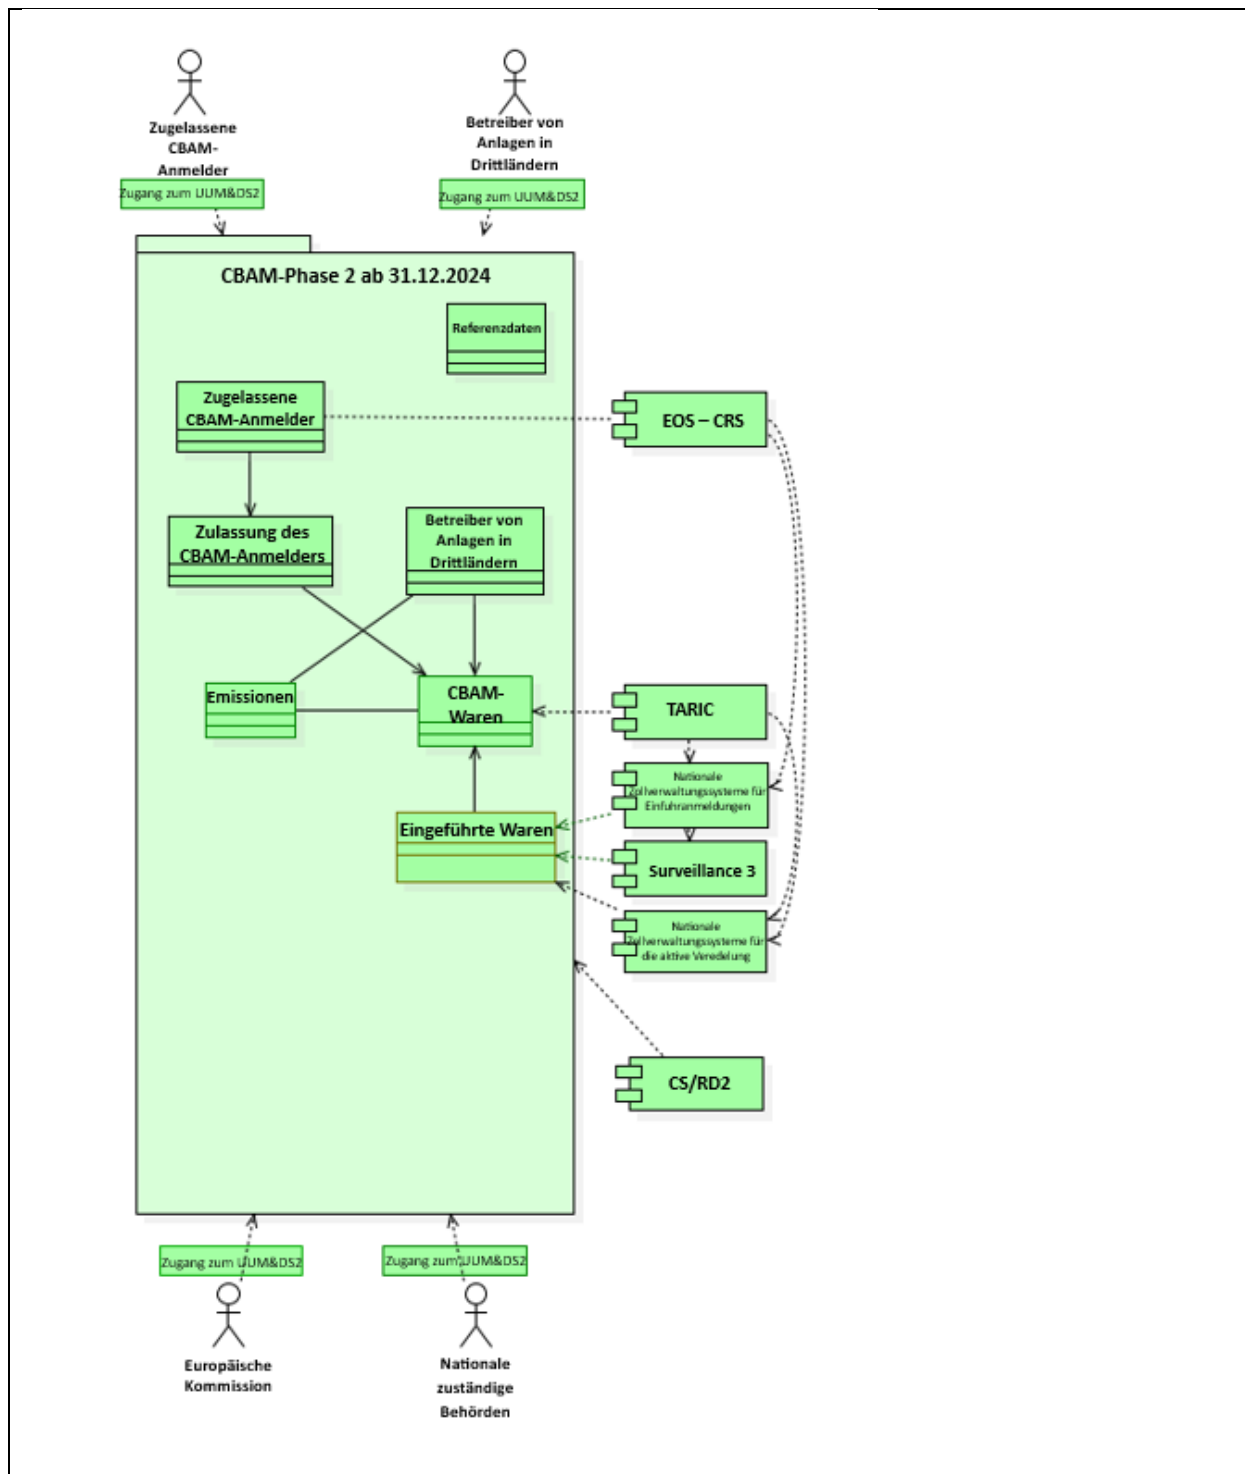 Zugelassene
CBAM-
Anmelder
Zugang zum UUM&DS2
Betreiber von
Anlagen in
Drittländern
Zugang zum UUM&DS2
CBAM-Phase 2 ab 31.12.2024
Referenzdaten
Zugelassene
CBAM-Anmelder
EOS – CRS
Zulassung des
CBAM-Anmelders
Betreiber von
Anlagen in
Drittländern
Emissionen
CBAM-
Waren
TARIC
Nationale
Zollverwaltungssysteme für
Einfuhranmeldungen
Eingeführte Waren
Surveillance 3
Nationale
Zollverwaltungssysteme für
die aktive Veredelung
CS/RD2
Zugang zum UUM&DS2
Europäische
Kommission
Zugang zum UUM&DS2
Nationale
zuständige
Behörden